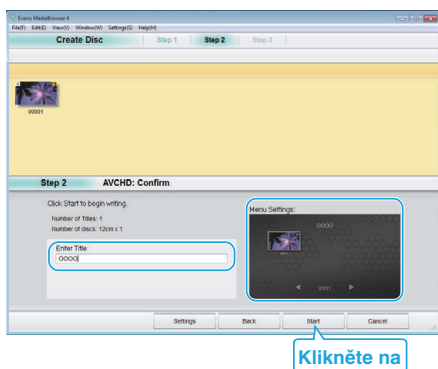 Everio MediaBrowser 4
File(F) Edit(E) View(V) Window(W) Settings(S) Help(H)
Create Disc Step 1 Step 2 Step 3
00001
Step 2 AVCHD: Confirm
Click Start to begin writing.
Number of Titles: 1
Number of discs: 12cm x 1
Enter Title:
0000
Menu Settings:
0000
0001
Settings Back Start Cancel
Klikněte na